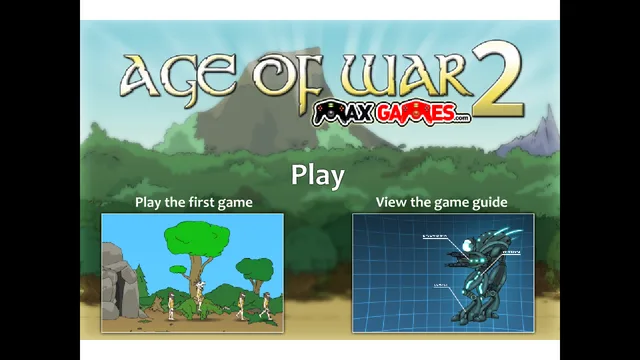 AGE OF WAR 2
MAX GAMES.com
Play
Play the first game
View the game guide